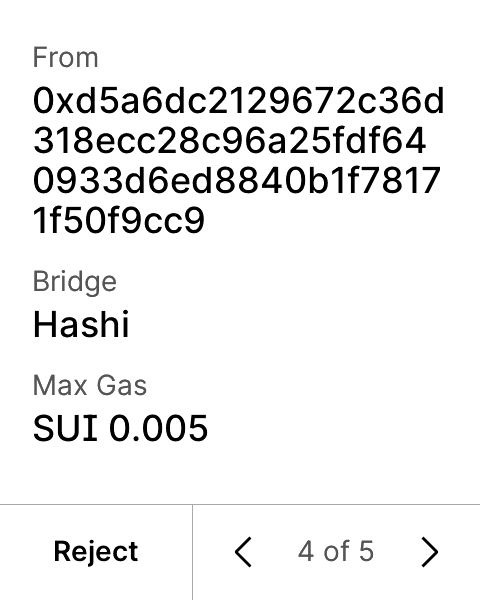 From
0xd5a6dc2129672c36d
318ecc28c96a25fdf64
0933d6ed8840b1f7817
1f50f9cc9
Bridge
Hashi
Max Gas
SUI 0.005
Reject
4 of 5